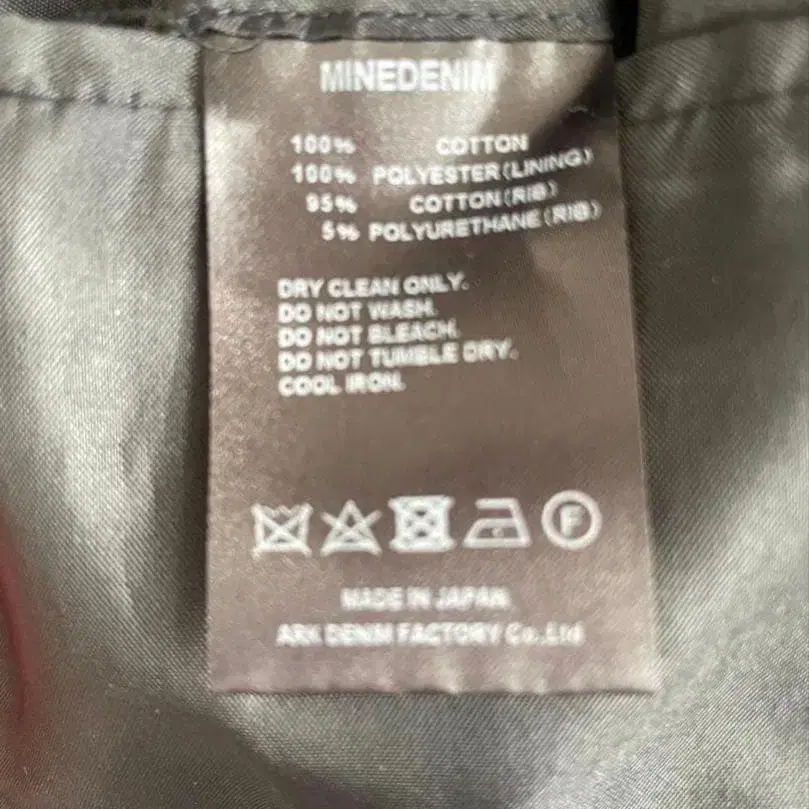 MINEDENIM
100% COTTON
100% POLYESTER(LINING)
95% COTTON(RIB)
5% POLYURETHANE(RIB)
DRY CLEAN ONLY.
DO NOT WASH.
DO NOT BLEACH.
DO NOT TUMBLE DRY.
COOL IRON.
F
MADE IN JAPAN
ARK DENIM FACTORY Co.Ltd